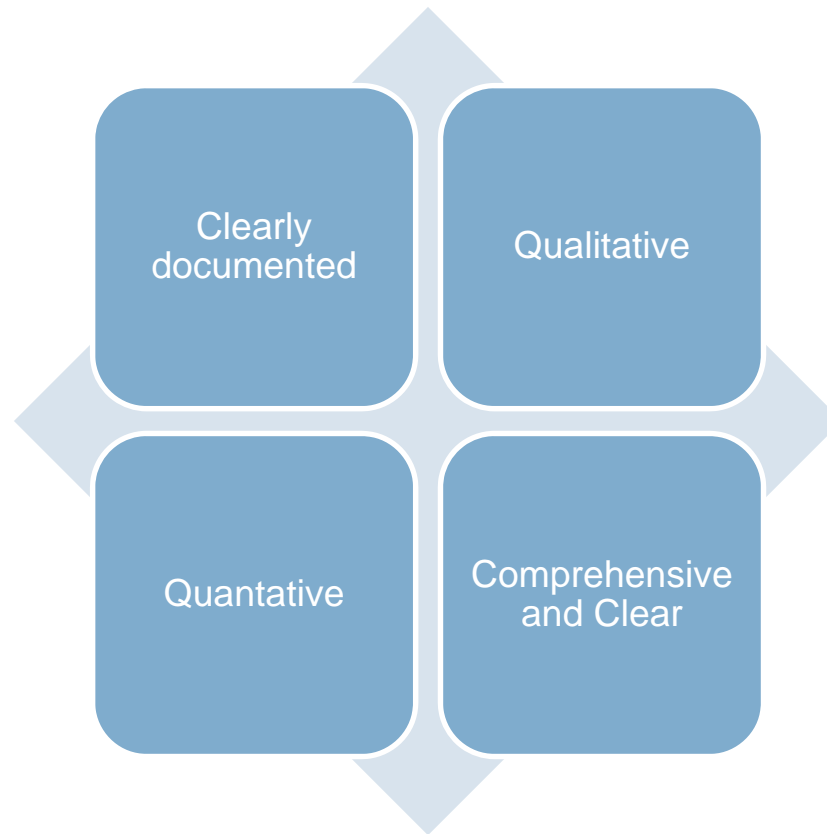 Clearly
documented
Qualitative
Quantative
Comprehensive
and Clear